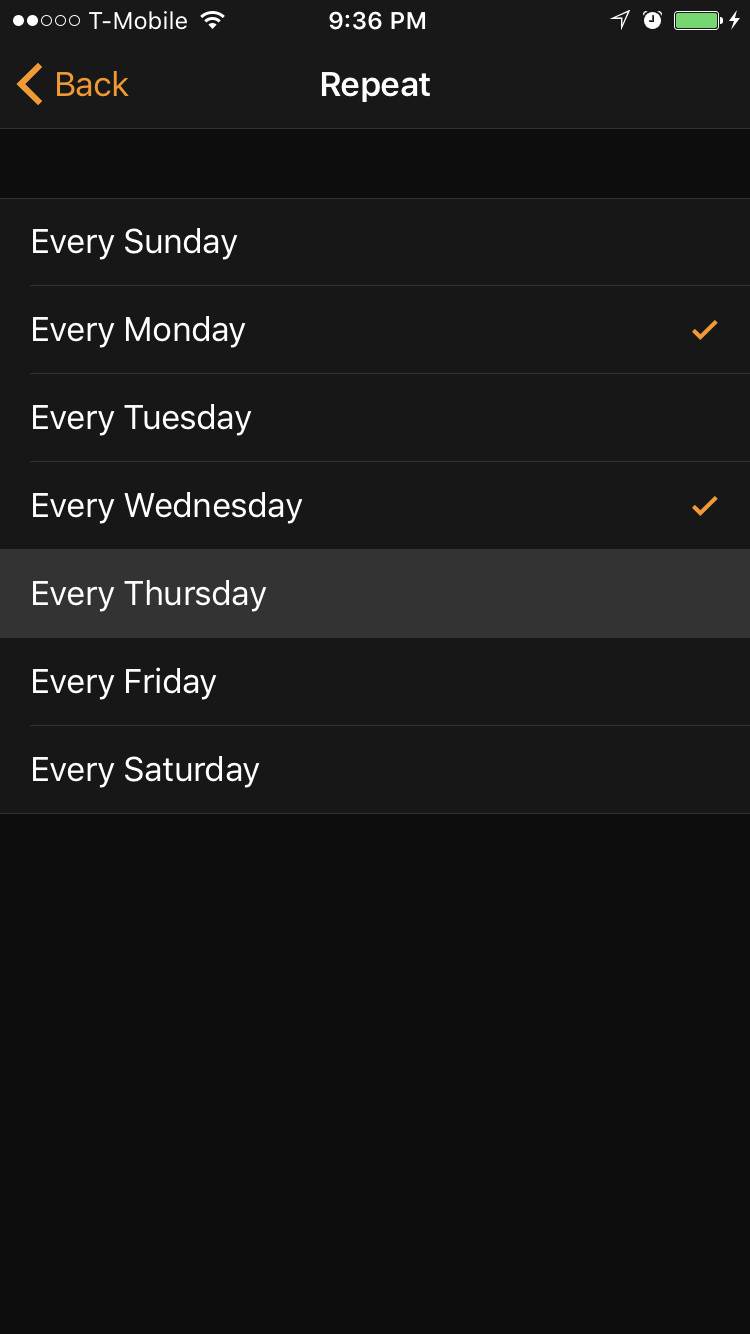 T-Mobile 9:36 PM
Back Repeat
Every Sunday
Every Monday
Every Tuesday
Every Wednesday
Every Thursday
Every Friday
Every Saturday